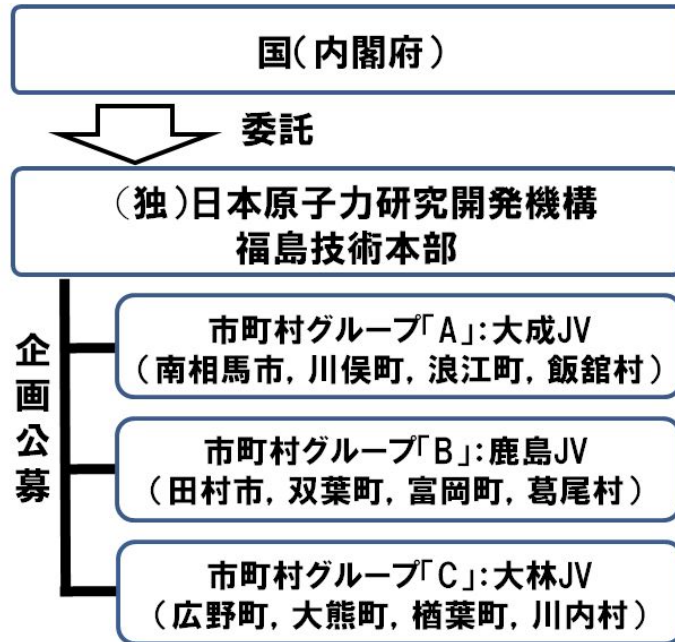 国(内閣府)
委託
(独)日本原子力研究開発機構
福島技術本部
企画公募
市町村グループ「A」:大成JV
(南相馬市, 川俣町, 浪江町, 飯舘村)
市町村グループ「B」:鹿島JV
(田村市, 双葉町, 富岡町, 葛尾村)
市町村グループ「C」:大林JV
(広野町, 大熊町, 楢葉町, 川内村)